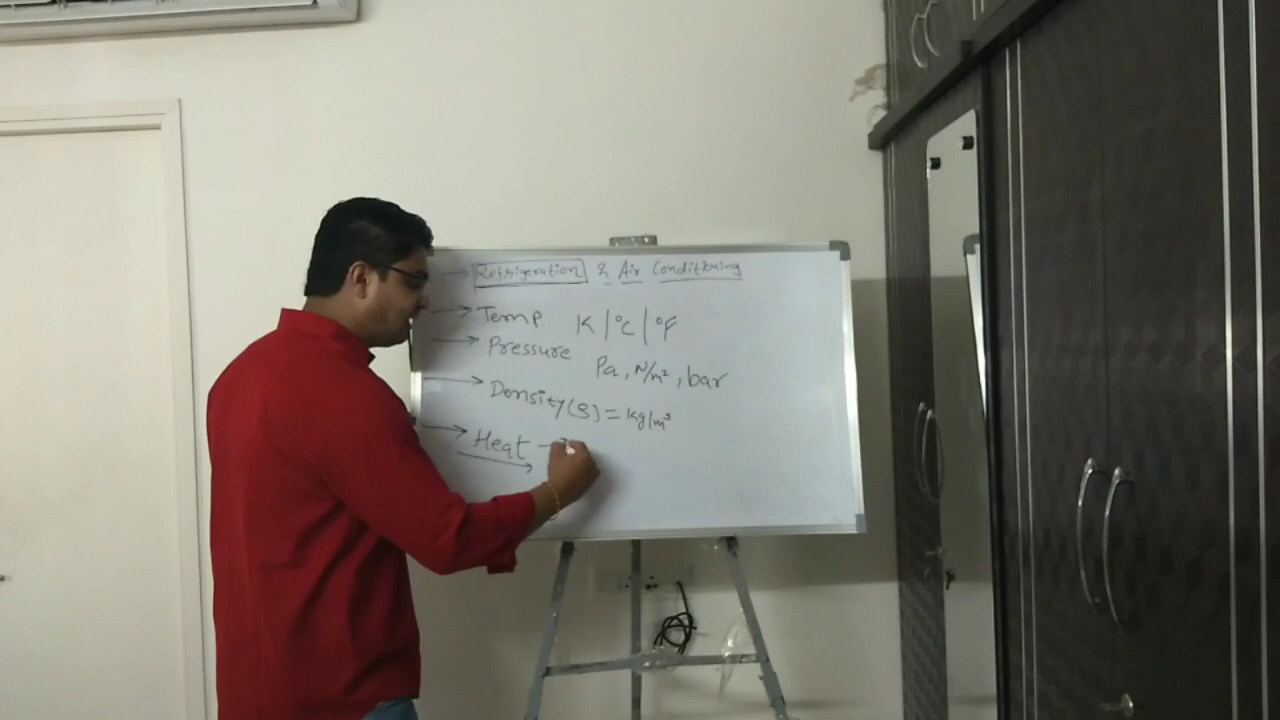 → Refrigeration & Air Conditioning
→ Temp K | °C | °F
→ Pressure Pa, N/m², bar
→ Density (ρ) = kg/m³
→ Heat →